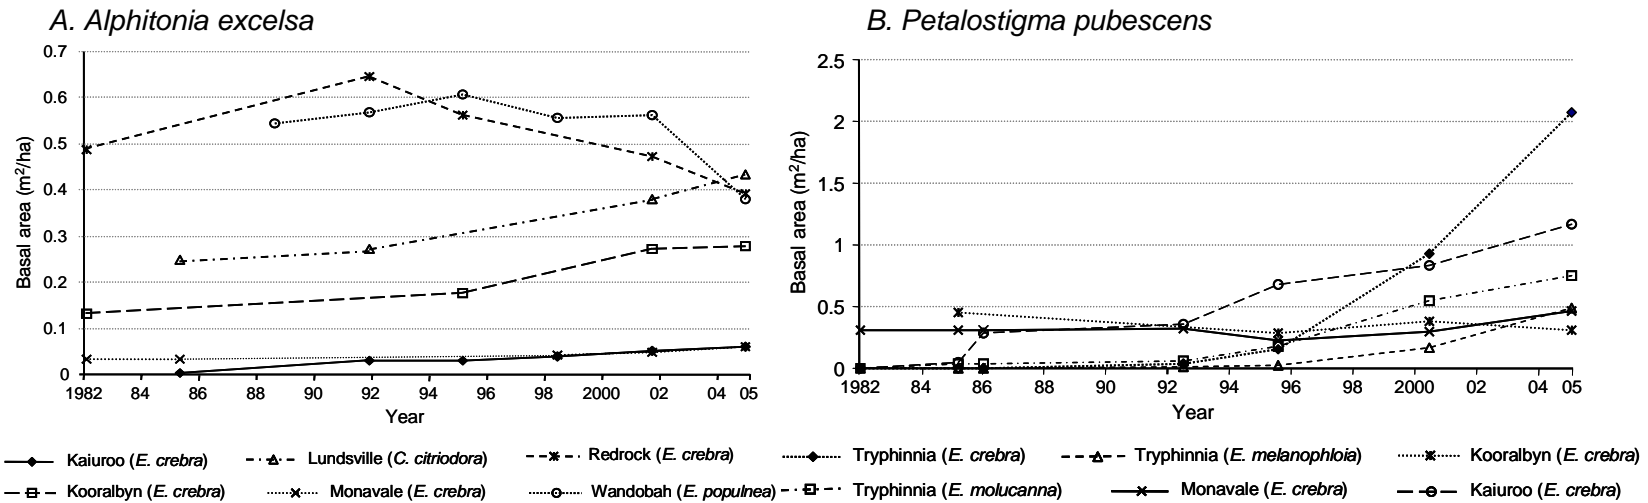 A. Alphitonia excelsa
0.7
0.6
0.5
0.4
0.3
0.2
0.1
0
Basal area (m²/ha)
1982 84 86 88 90 92 94 96 98 2000 02 04 05
Year
Kaiuroo (E. crebra) Lundsville (C. citriodora) Redrock (E. crebra)
Kooralbyn (E. crebra) Monavale (E. crebra) Wandobah (E. populnea)
B. Petalostigma pubescens
2.5
2
1.5
1
0.5
0
Basal area (m²/ha)
1982 84 86 88 90 92 94 96 98 2000 02 04 05
Year
Tryphinnia (E. crebra) Tryphinnia (E. melanophloia) Kooralbyn (E. crebra)
Tryphinnia (E. molucanna) Monavale (E. crebra) Kaiuroo (E. crebra)